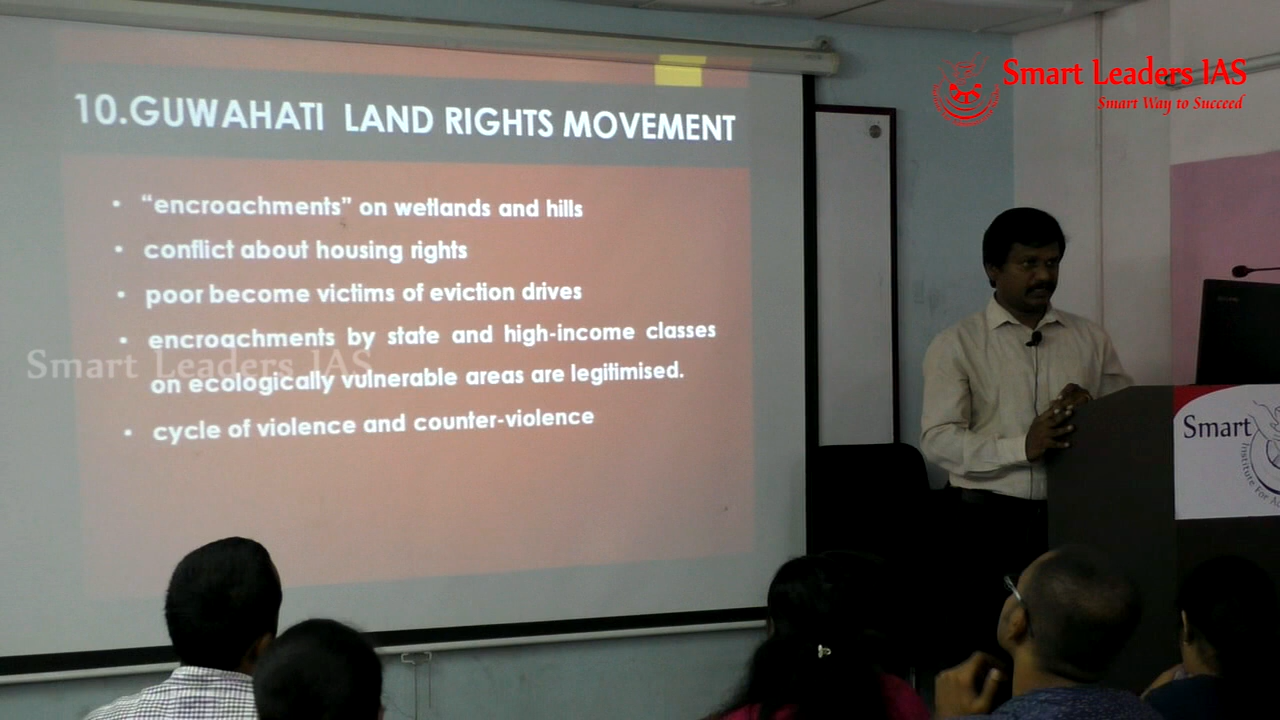 10.GUWAHATI LAND RIGHTS MOVEMENT
• “encroachments” on wetlands and hills
• conflict about housing rights
• poor become victims of eviction drives
• encroachments by state and high-income classes
on ecologically vulnerable areas are legitimised.
• cycle of violence and counter-violence
Smart Leaders IAS
Smart Leaders IAS
Smart Way to Succeed
Smart
Institute For